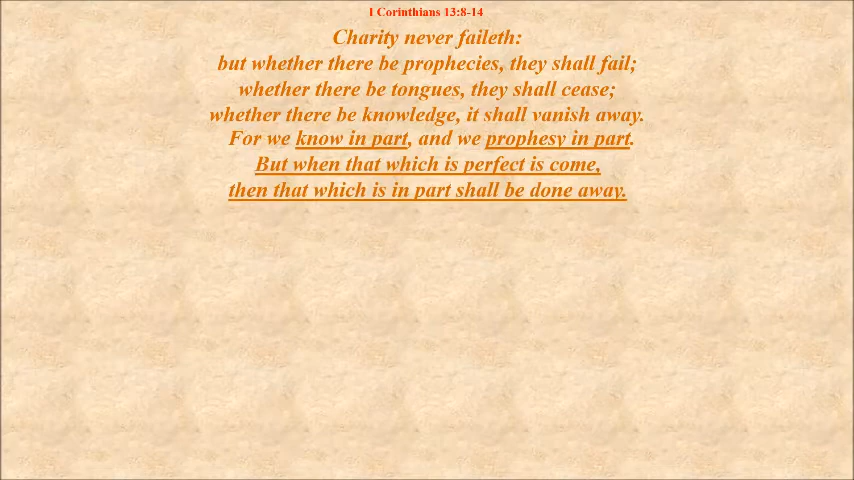 I Corinthians 13:8-14
Charity never faileth:
but whether there be prophecies, they shall fail;
whether there be tongues, they shall cease;
whether there be knowledge, it shall vanish away.
For we know in part, and we prophesy in part.
But when that which is perfect is come,
then that which is in part shall be done away.